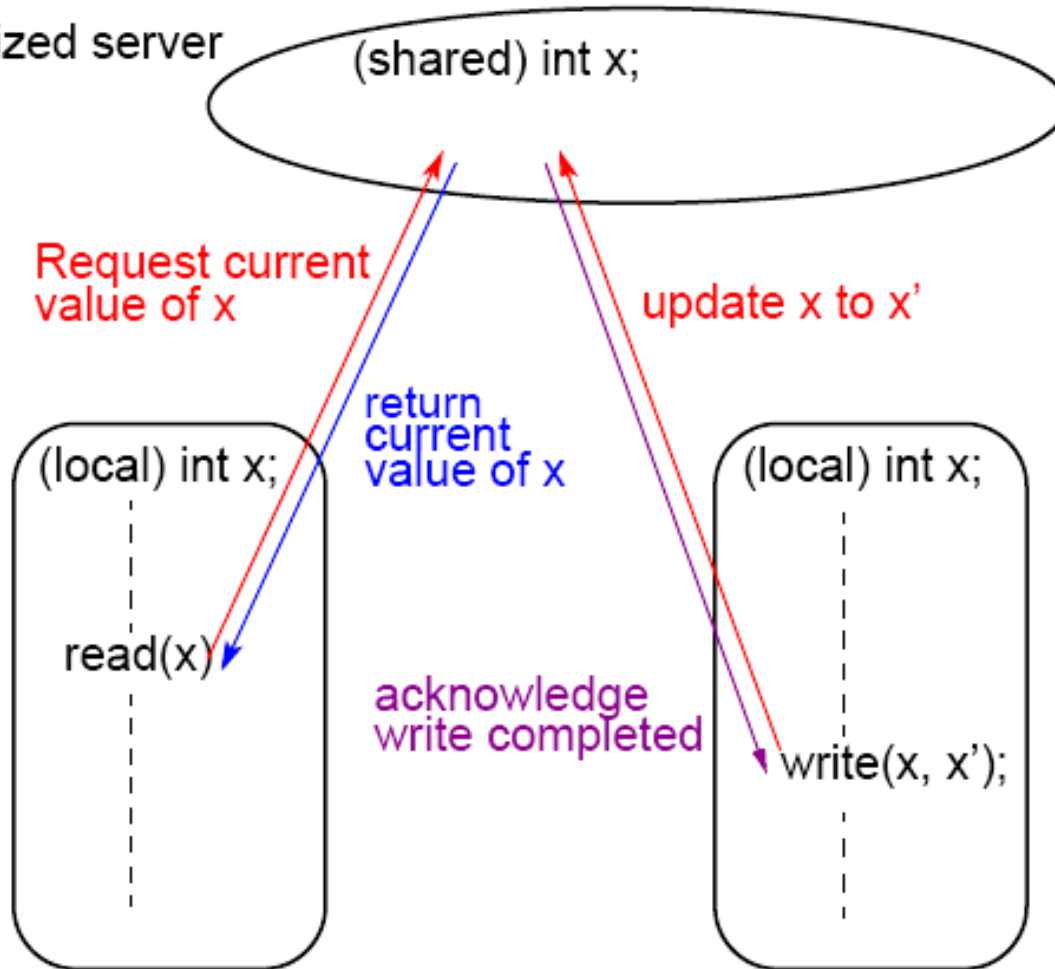 ized server
(shared) int x;
Request current
value of x
update x to x’
return
current
value of x
(local) int x;
(local) int x;
read(x)
acknowledge
write completed
write(x, x’);